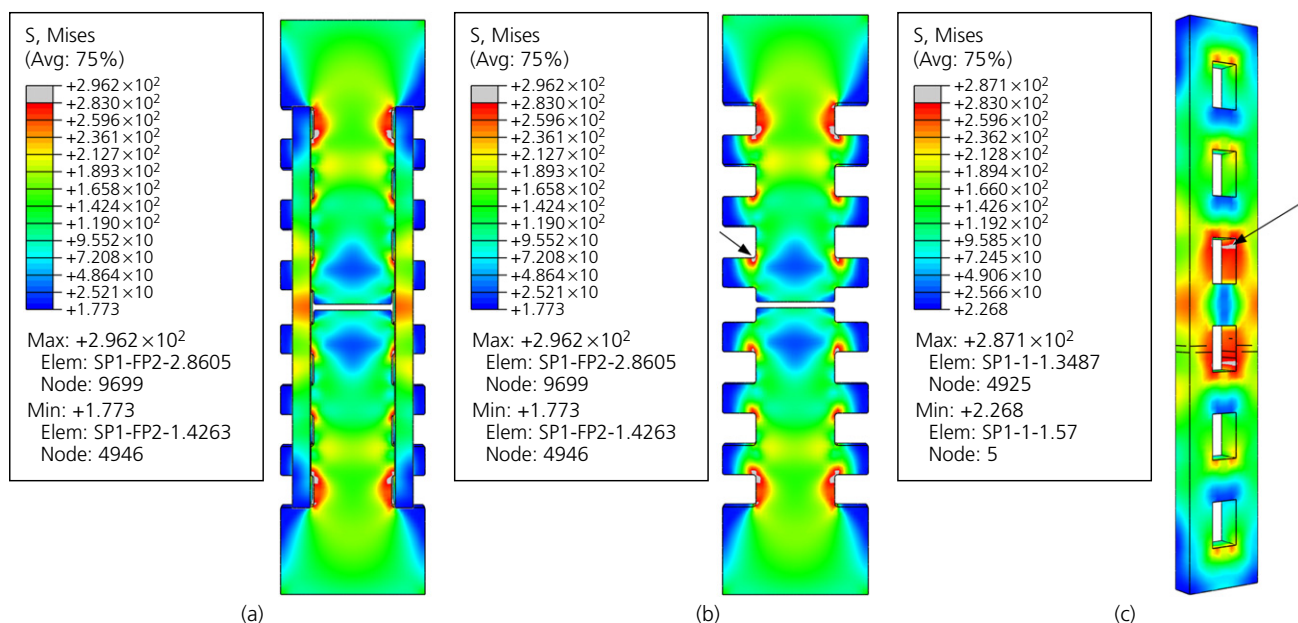 S, Mises
(Avg: 75%)
+2.962×10²
+2.830×10²
+2.596×10²
+2.361×10²
+2.127×10²
+1.893×10²
+1.658×10²
+1.424×10²
+1.190×10²
+9.552×10
+7.208×10
+4.864×10
+2.521×10
+1.773
Max: +2.962×10²
Elem: SP1-FP2-2.8605
Node: 9699
Min: +1.773
Elem: SP1-FP2-1.4263
Node: 4946
(a)
S, Mises
(Avg: 75%)
+2.962×10²
+2.830×10²
+2.596×10²
+2.361×10²
+2.127×10²
+1.893×10²
+1.658×10²
+1.424×10²
+1.190×10²
+9.552×10
+7.208×10
+4.864×10
+2.521×10
+1.773
Max: +2.962×10²
Elem: SP1-FP2-2.8605
Node: 9699
Min: +1.773
Elem: SP1-FP2-1.4263
Node: 4946
(b)
S, Mises
(Avg: 75%)
+2.871×10²
+2.830×10²
+2.596×10²
+2.362×10²
+2.128×10²
+1.894×10²
+1.660×10²
+1.426×10²
+1.192×10²
+9.585×10
+7.245×10
+4.906×10
+2.566×10
+2.268
Max: +2.871×10²
Elem: SP1-1-1.3487
Node: 4925
Min: +2.268
Elem: SP1-1-1.57
Node: 5
(c)